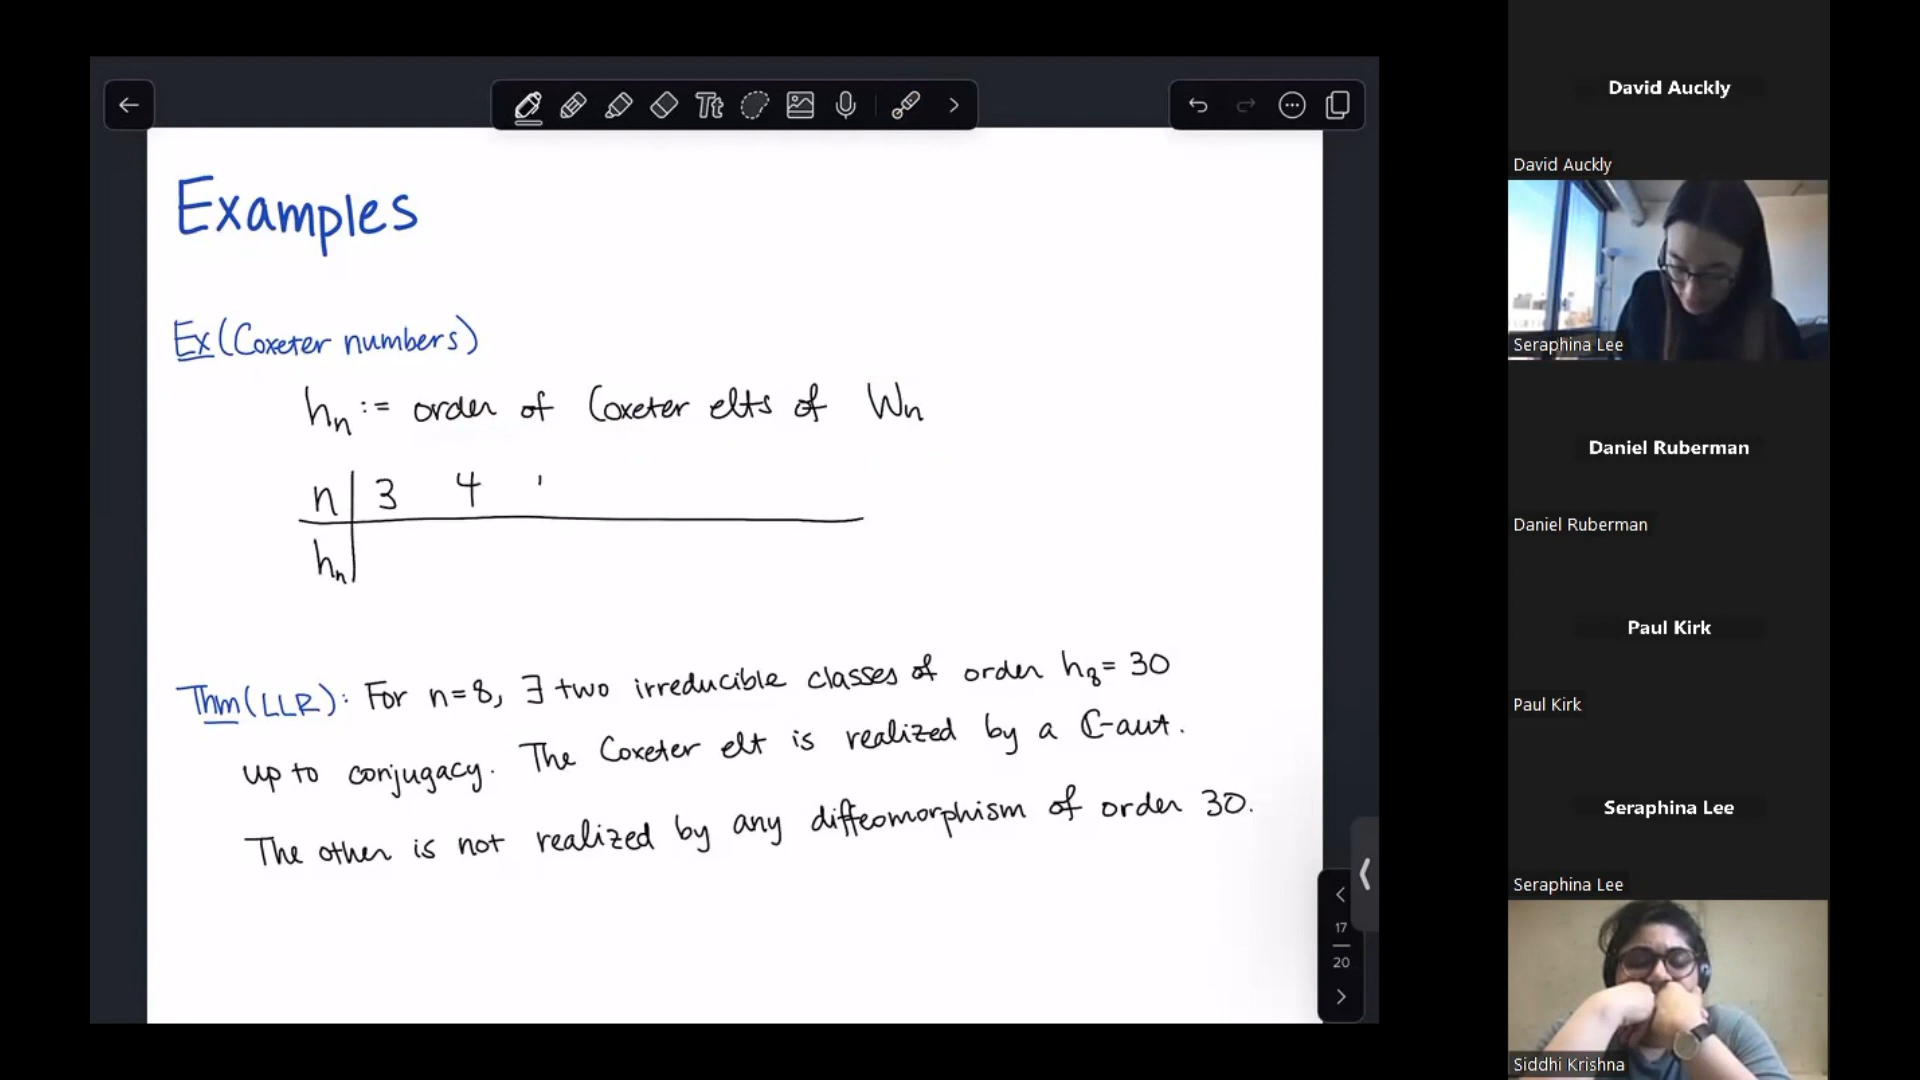 Tt
Examples
Ex (Coxeter numbers)
hₙ := order of Coxeter elts of Wₙ
n 3 4
hₙ
Thm (LLR): For n=8, ∃ two irreducible classes of order h₈ = 30
up to conjugacy. The Coxeter elt is realized by a ℂ-aut.
The other is not realized by any diffeomorphism of order 30.
17
20
David Auckly
David Auckly
Seraphina Lee
Daniel Ruberman
Daniel Ruberman
Paul Kirk
Paul Kirk
Seraphina Lee
Seraphina Lee
Siddhi Krishna